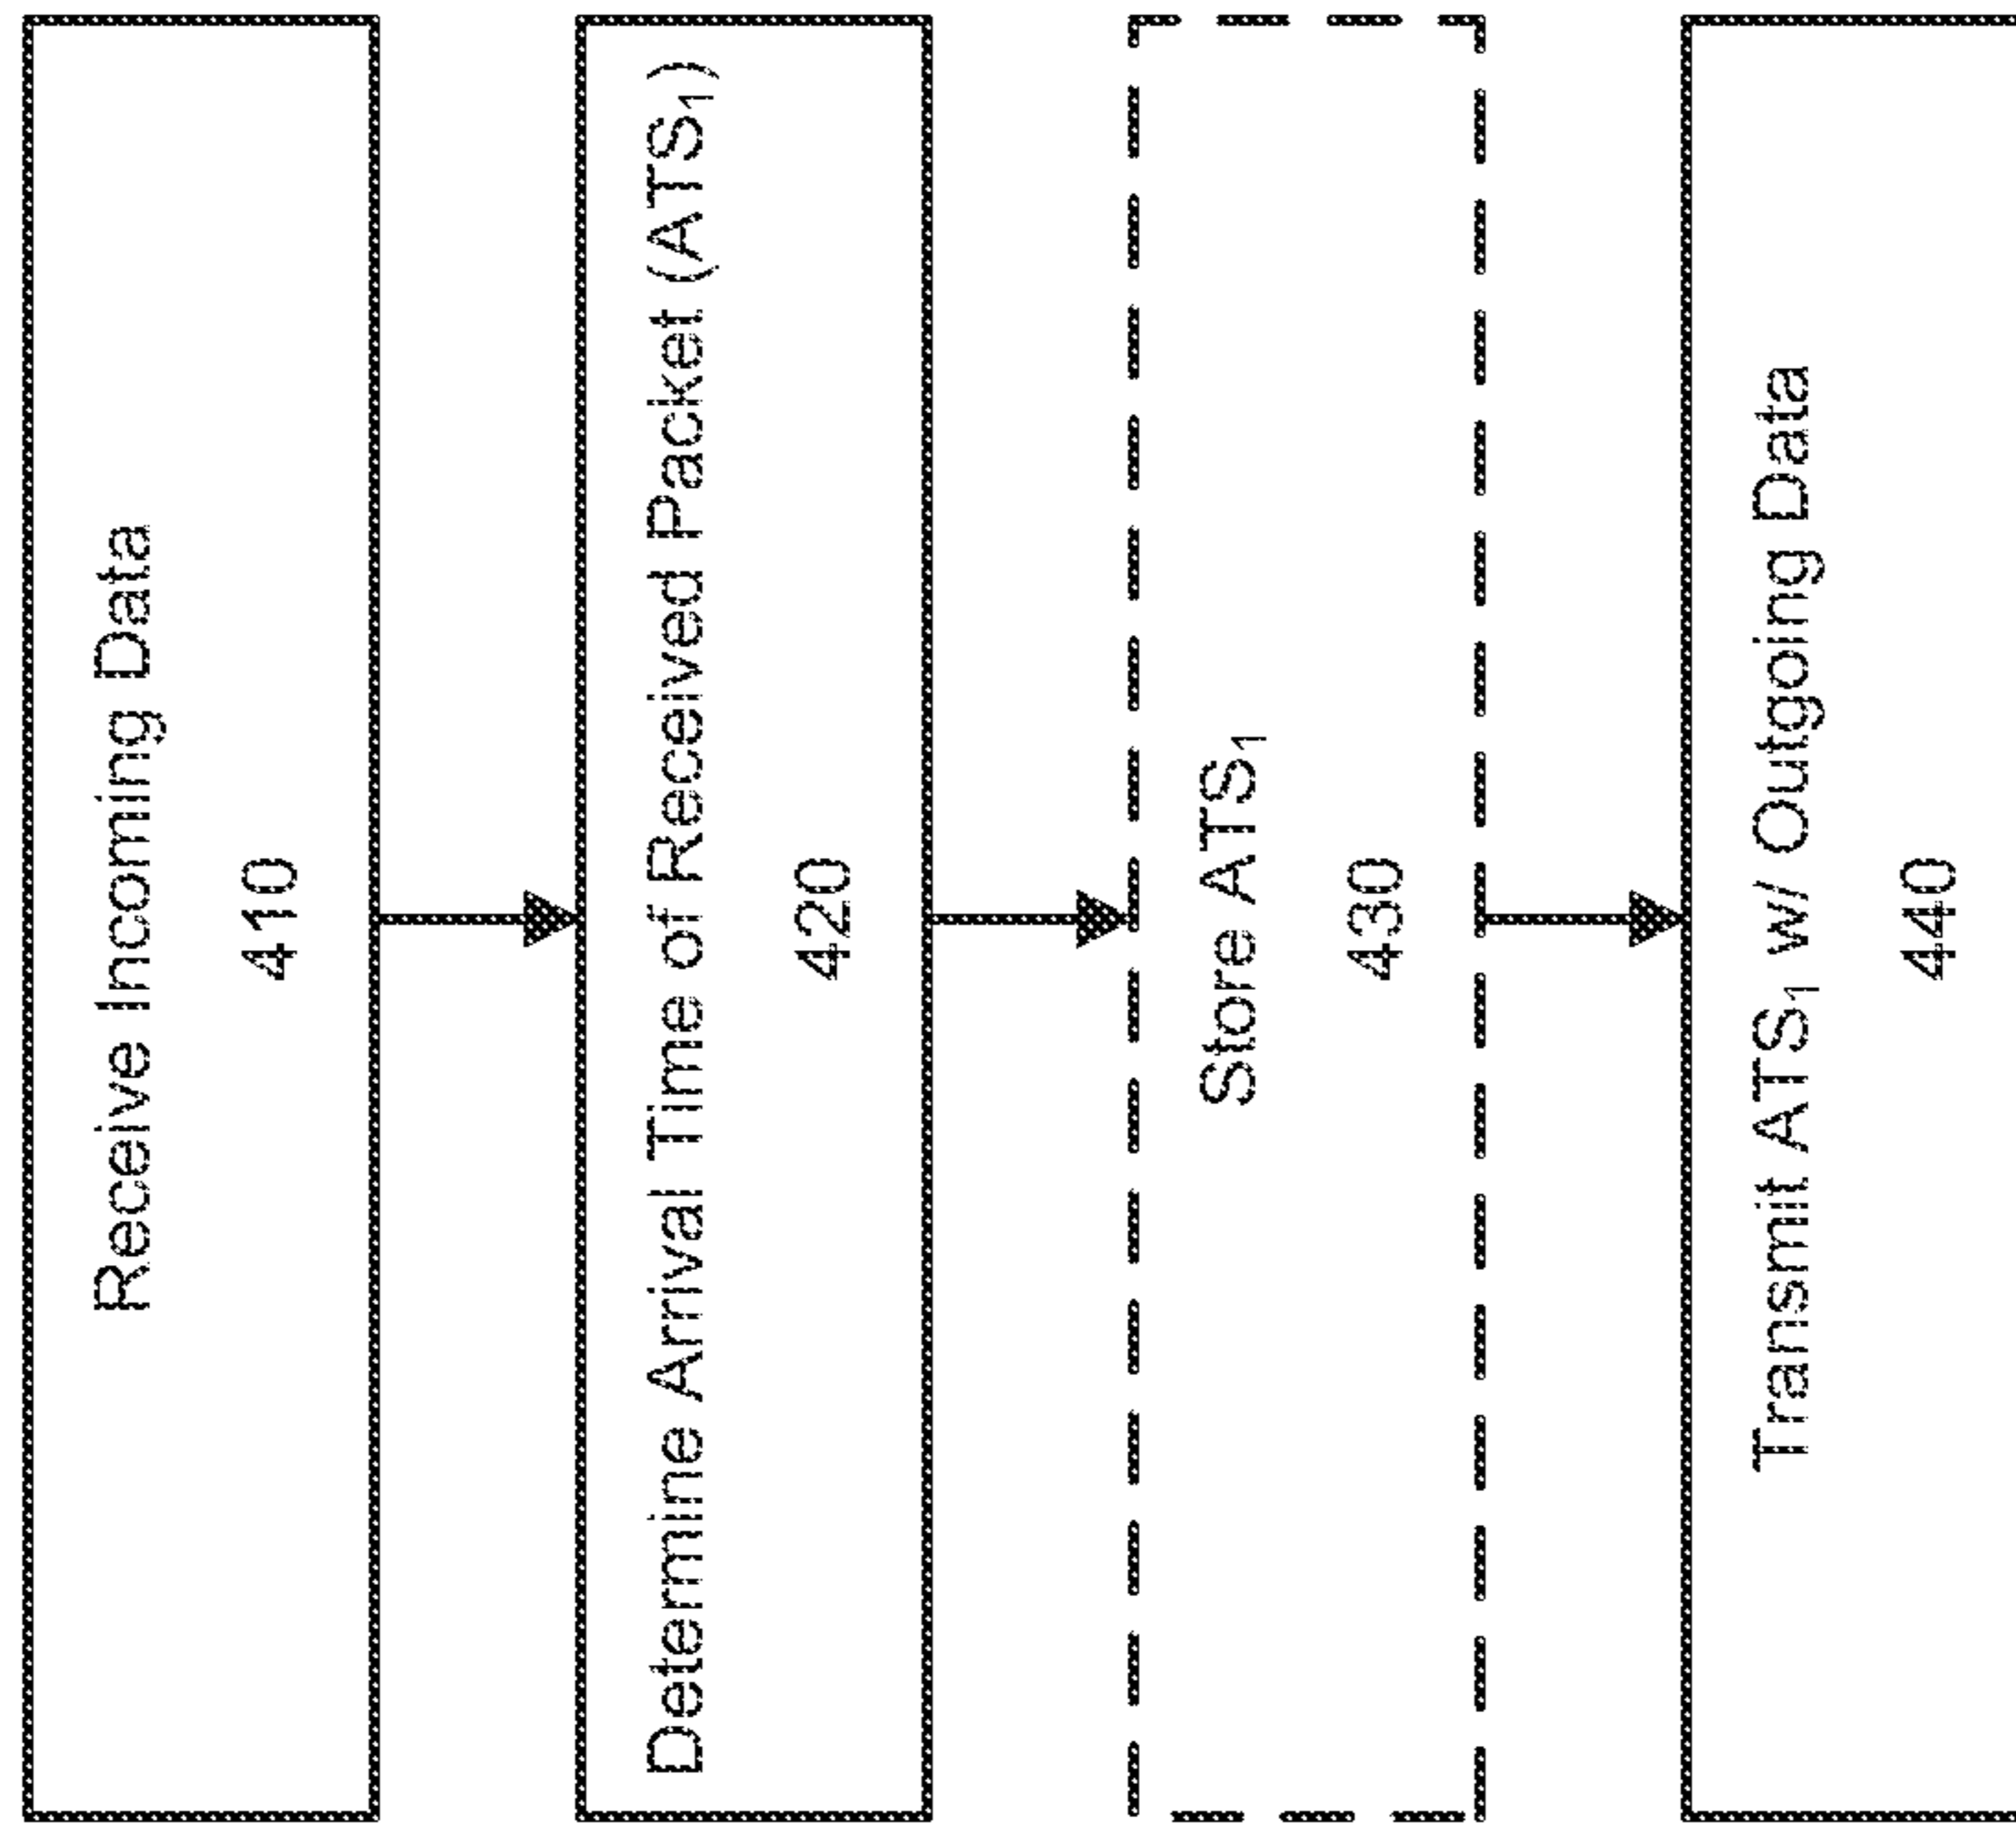 Receive Incoming Data
410
Determine Arrival Time of Received Packet (ATS₁)
420
Store ATS₁
430
Transmit ATS₁ w/ Outgoing Data
440